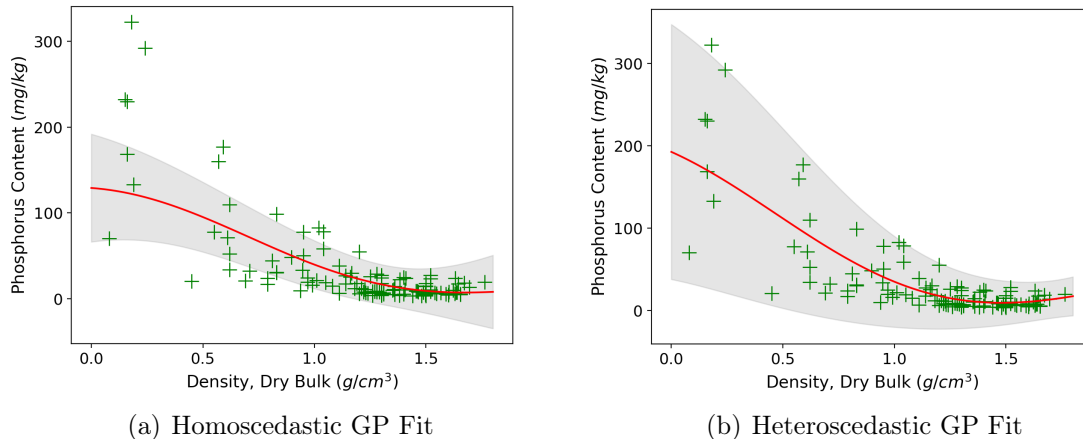 Phosphorus Content (mg/kg)
300
200
100
0
0.0 0.5 1.0 1.5
Density, Dry Bulk (g/cm³)
(a) Homoscedastic GP Fit
Phosphorus Content (mg/kg)
300
200
100
0
0.0 0.5 1.0 1.5
Density, Dry Bulk (g/cm³)
(b) Heteroscedastic GP Fit